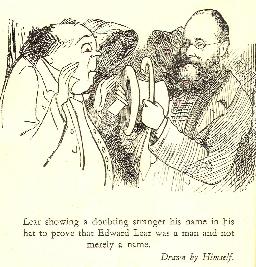 Lear showing a doubting stranger his name in his
hat to prove that Edward Lear was a man and not
merely a name.
Drawn by Himself.